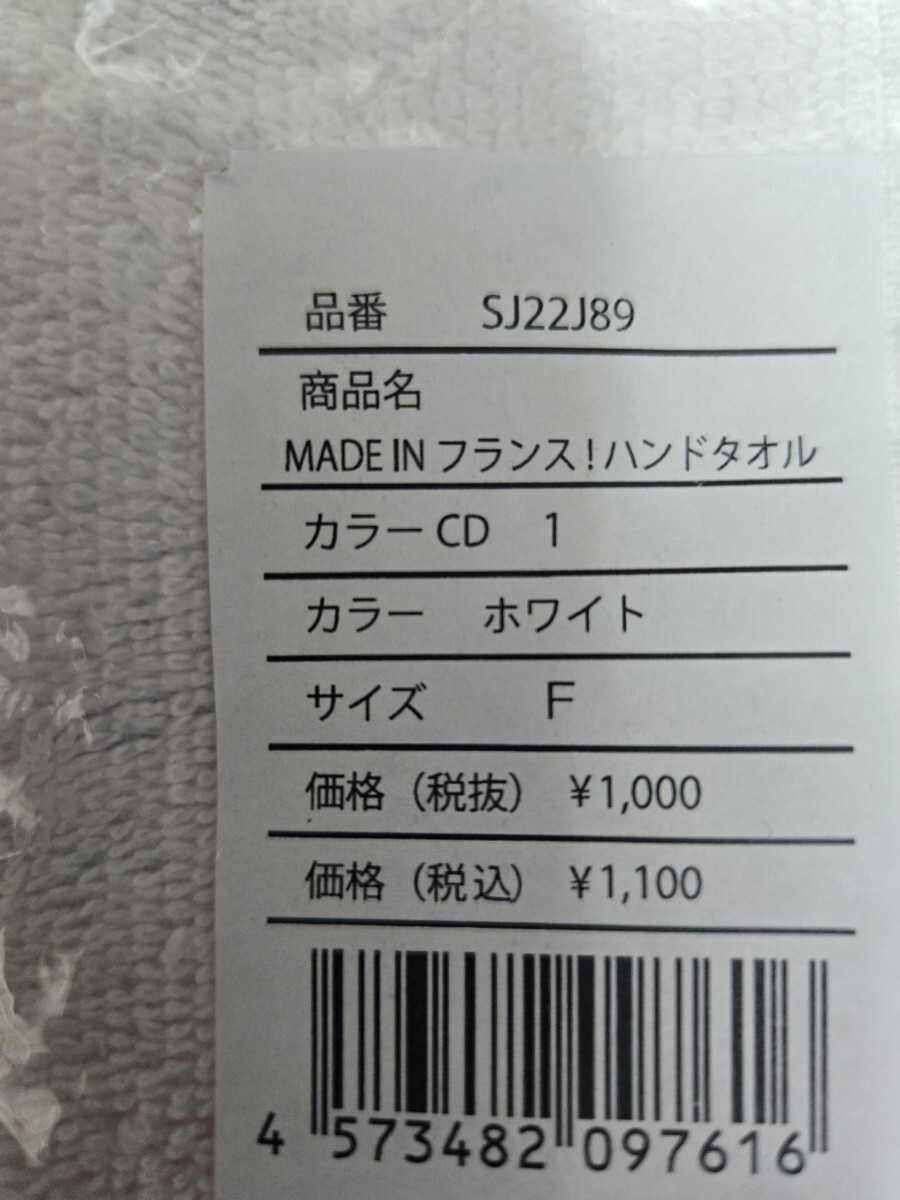 品番 SJ22J89
商品名
MADE IN フランス!ハンドタオル
カラーCD 1
カラー ホワイト
サイズ F
価格（税抜） ¥1,000
価格（税込） ¥1,100
4 573482 097616